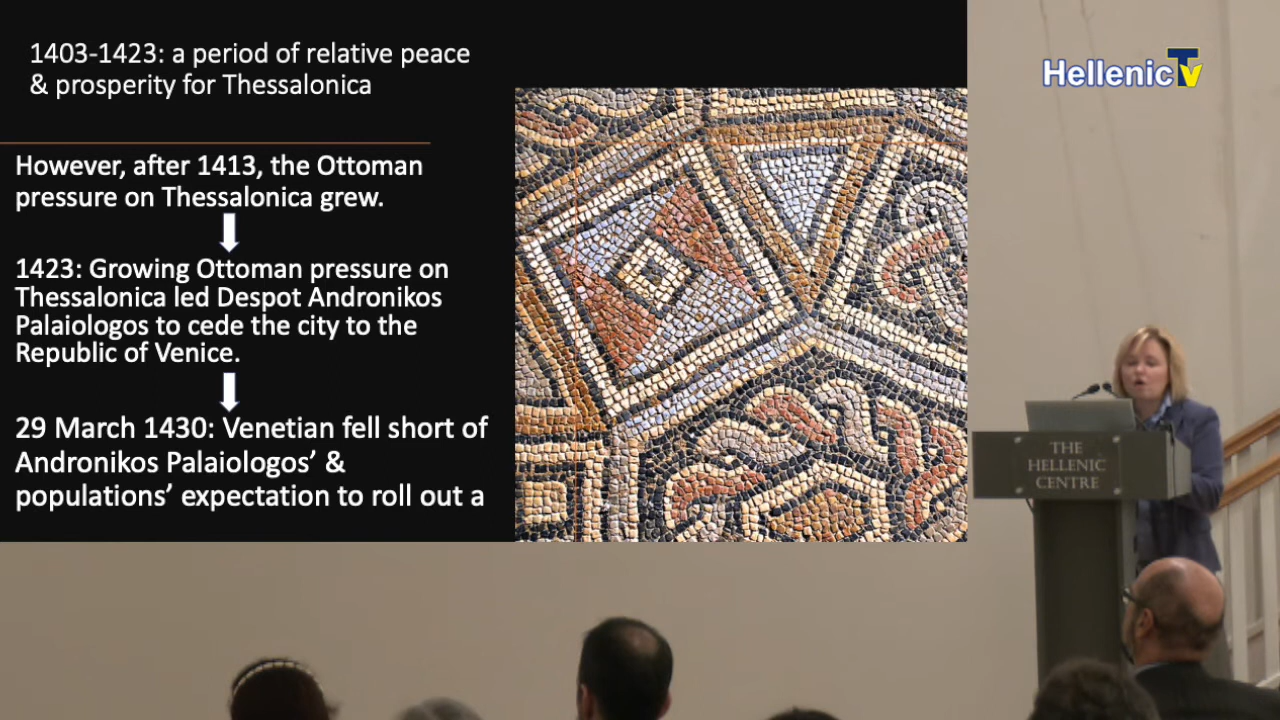 1403-1423: a period of relative peace
& prosperity for Thessalonica
However, after 1413, the Ottoman
pressure on Thessalonica grew.
1423: Growing Ottoman pressure on
Thessalonica led Despot Andronikos
Palaiologos to cede the city to the
Republic of Venice.
29 March 1430: Venetian fell short of
Andronikos Palaiologos’ &
populations’ expectation to roll out a
Hellenic Tv
THE
HELLENIC
CENTRE